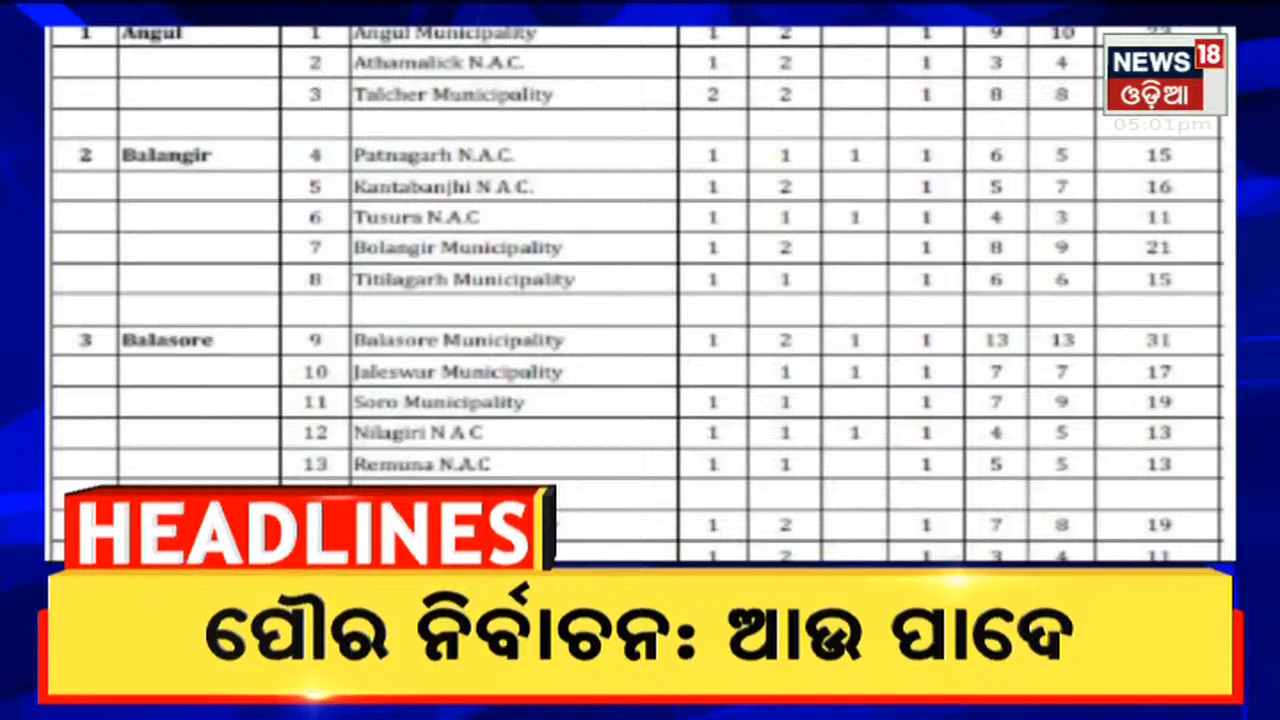 1 Angul 1 Angul Municipality 1 2 1 9 10
2 Athamalick N.A.C. 1 2 1 3 4
3 Talcher Municipality 2 2 1 8 8
2 Balangir 4 Patnagarh N.A.C. 1 1 1 1 6 5 15
5 Kantabanjhi N A C. 1 2 1 5 7 16
6 Tusura N.A.C 1 1 1 1 4 3 11
7 Bolangir Municipality 1 2 1 8 9 21
8 Titilagarh Municipality 1 1 1 6 6 15
3 Balasore 9 Balasore Municipality 1 2 1 1 13 13 31
10 Jaleswar Municipality 1 1 1 7 7 17
11 Soro Municipality 1 1 1 7 9 19
12 Nilagiri N A C 1 1 1 1 4 5 13
13 Remuna N.A.C 1 1 1 5 5 13
1 2 1 7 8 19
1 2 1 3 4 11
NEWS 18
ଓଡ଼ିଆ
05:01pm
HEADLINES
ପୌର ନିର୍ବାଚନ: ଆଉ ପାଦେ